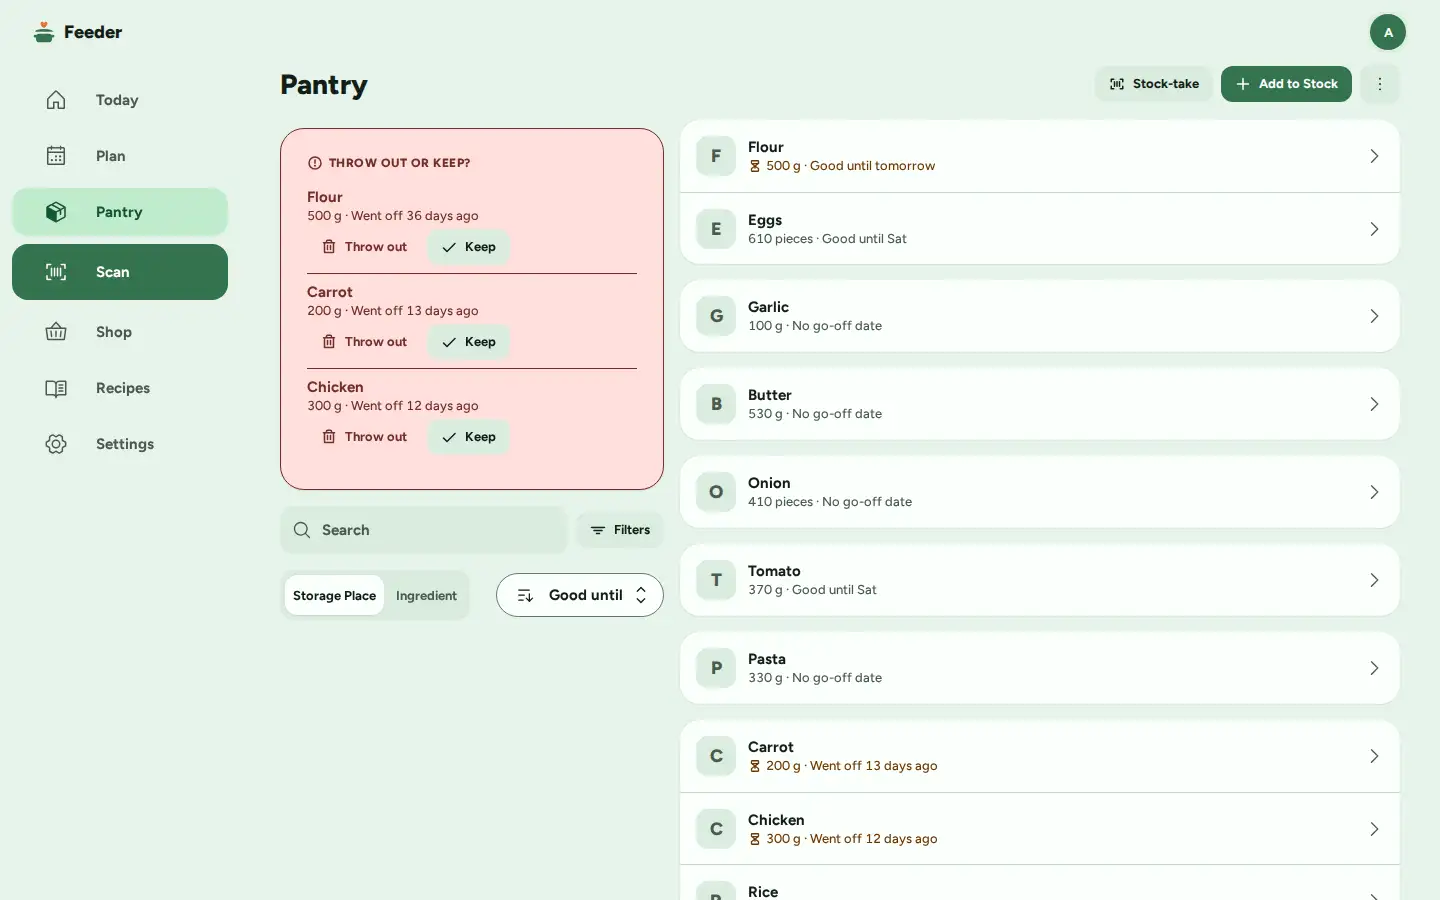 Feeder
A
Today
Plan
Pantry
Scan
Shop
Recipes
Settings
Pantry
Stock-take
Add to Stock
THROW OUT OR KEEP?
Flour
500 g · Went off 36 days ago
Throw out
Keep
Carrot
200 g · Went off 13 days ago
Throw out
Keep
Chicken
300 g · Went off 12 days ago
Throw out
Keep
Search
Filters
Storage Place
Ingredient
Good until
F
Flour
500 g · Good until tomorrow
E
Eggs
610 pieces · Good until Sat
G
Garlic
100 g · No go-off date
B
Butter
530 g · No go-off date
O
Onion
410 pieces · No go-off date
T
Tomato
370 g · Good until Sat
P
Pasta
330 g · No go-off date
C
Carrot
200 g · Went off 13 days ago
C
Chicken
300 g · Went off 12 days ago
R
Rice